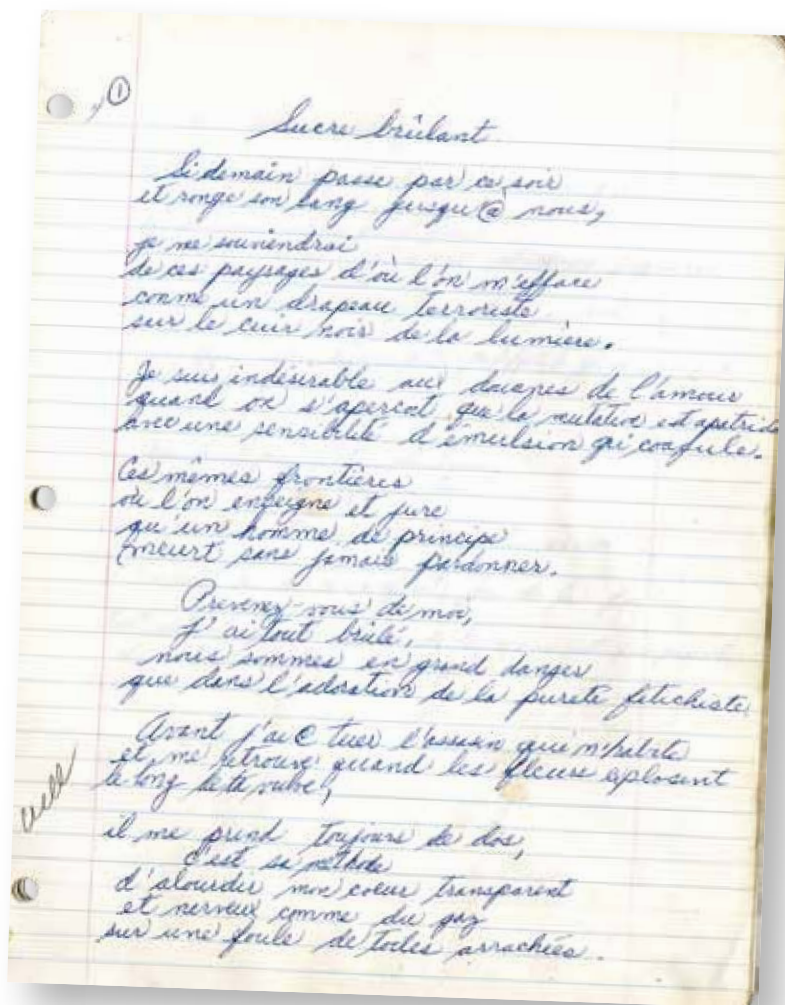 ①
Sucre brûlant
Si demain passe par ce soir
et ronge son sang jusqu'@ nous,
je me souviendrai
de ces paysages d'où l'on m'efface
comme un drapeau terroriste
sur le cuir noir de la lumière.
Je suis indésirable aux douanes de l'amour
quand on s'aperçoit que la mutative est apatride
avec une sensibilité d'émulsion qui coagule.
Ces mêmes frontières
où l'on enseigne et jure
qu'un homme de principe
meurt sans jamais pardonner.
Prevenez-vous de moi,
j'ai tout brûlé,
nous sommes en grand danger
que dans l'adoration de la pureté fétichiste
Avant j'ai @ tuer l'assassin qui m'habite
et me retrouve quand les fleurs explosent
le long de ta
il me prend toujours de dos,
c'est sa méthode
d'alourdir mon coeur transparent
et nerveux comme du gaz
sur une foule de toiles arrachées.